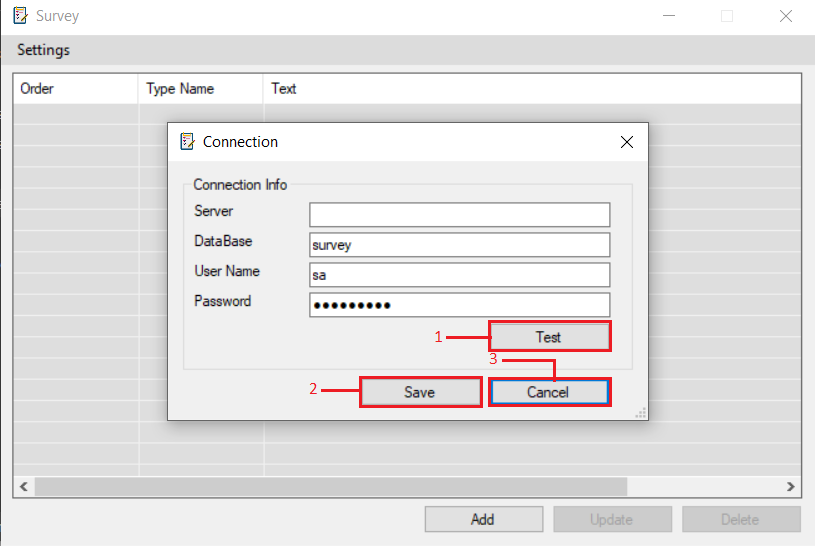 Survey
Settings
Order Type Name Text
Connection
Connection Info
Server
DataBase survey
User Name sa
Password ●●●●●●●●●
1 Test
3
2 Save Cancel
Add Update Delete